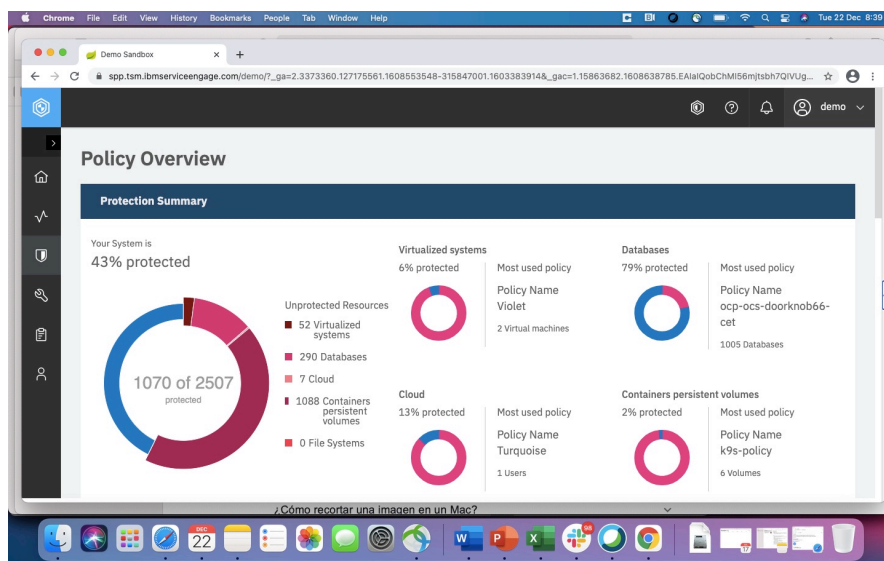 Chrome File Edit View History Bookmarks People Tab Window Help
Tue 22 Dec 8:39
Demo Sandbox
spp.tsm.ibmserviceengage.com/demo/?_ga=2.3373360.127175561.1608553548-315847001.1603383914&_gac=1.15863682.1608638785.EAIaIQobChMI56mjtsbh7QIVUg...
demo
Policy Overview
Protection Summary
Your System is
43% protected
1070 of 2507
protected
Unprotected Resources
52 Virtualized
systems
290 Databases
7 Cloud
1088 Containers
persistent
volumes
0 File Systems
Virtualized systems
6% protected
Most used policy
Policy Name
Violet
2 Virtual machines
Databases
79% protected
Most used policy
Policy Name
ocp-ocs-doorknob66-
cet
1005 Databases
Cloud
13% protected
Most used policy
Policy Name
Turquoise
1 Users
Containers persistent volumes
2% protected
Most used policy
Policy Name
k9s-policy
6 Volumes
¿Cómo recortar una imagen en un Mac?
DEC
22
W
P
X
98
17